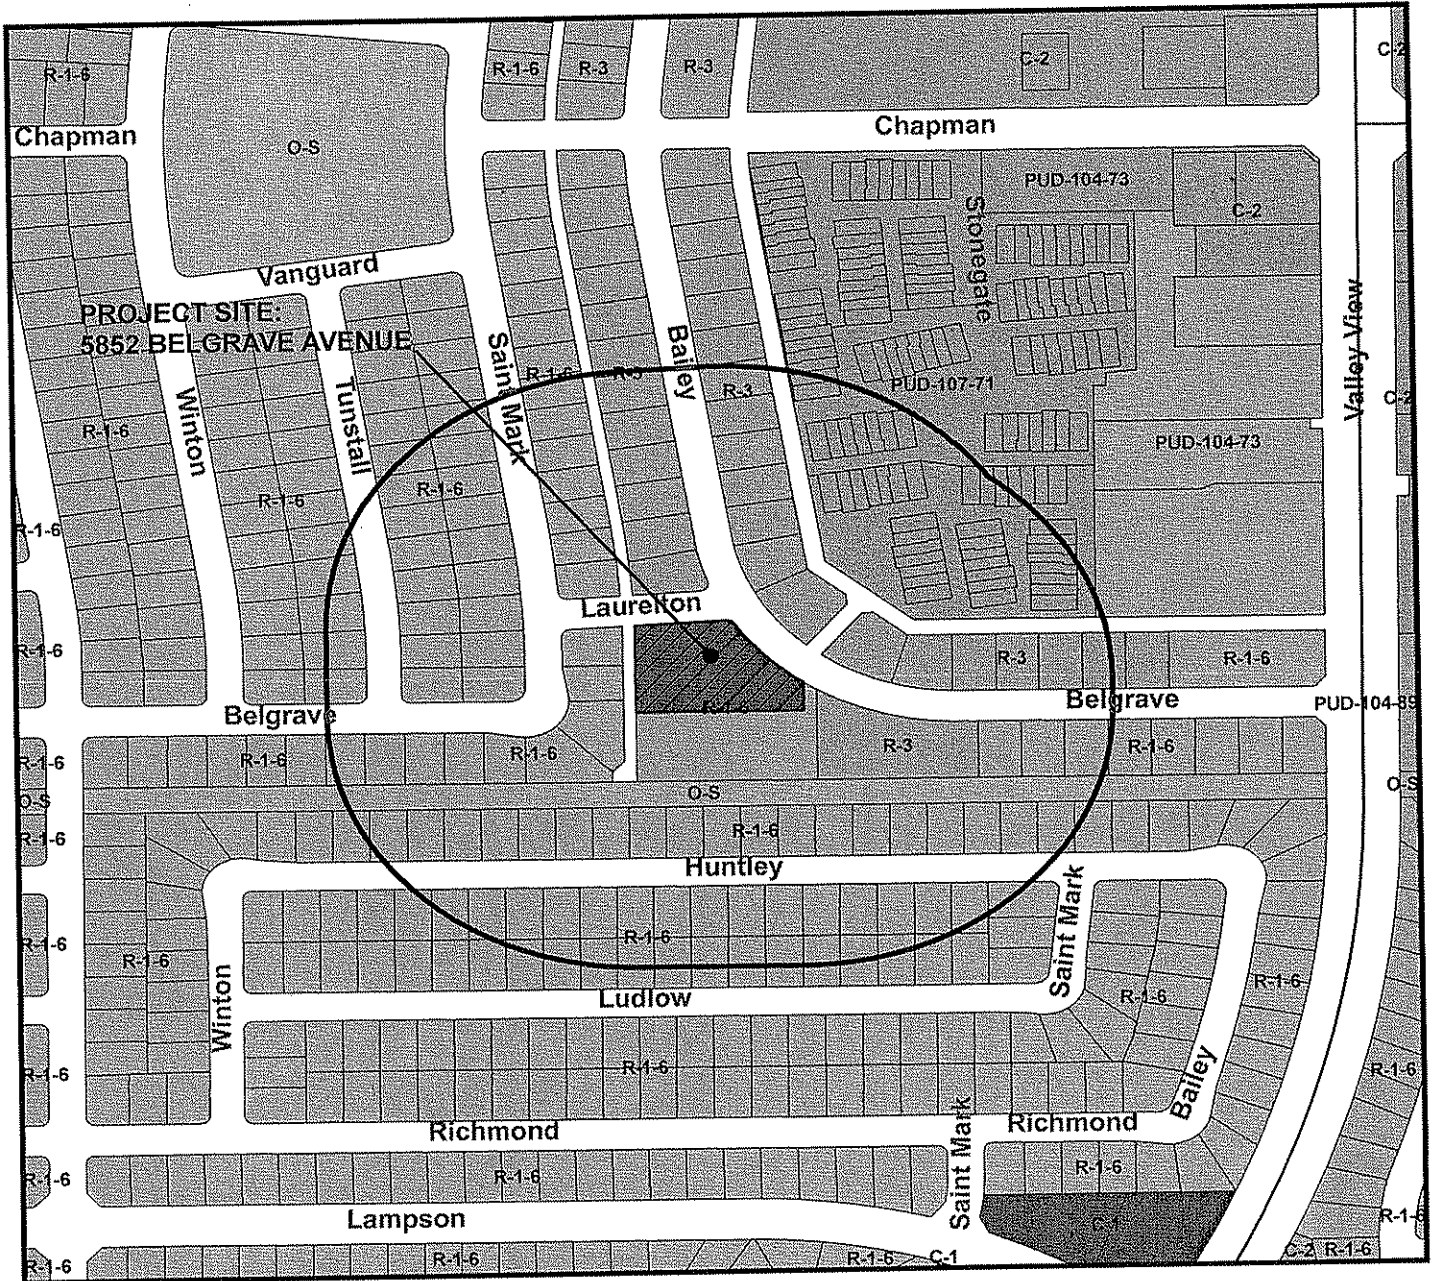 C-2
R-1-6
R-1-6
R-3
R-3
C-2
Chapman
Chapman
O-S
PUD-104-73
C-2
Stonegate
Vanguard
PROJECT SITE:
5852 BELGRAVE AVENUE
Saint Mark
Bailey
Valley View
R-1-6
R-3
R-3
PUD-107-71
C-2
Winton
Tunstall
R-1-6
PUD-104-73
R-1-6
R-1-6
R-1-6
Laurelton
R-1-6
R-3
R-1-6
Belgrave
Belgrave
PUD-104-89
R-1-6
R-3
R-1-6
R-1-6
R-1-6
R-1-6
O-S
O-S
O-S
R-1-6
R-1-6
Huntley
Saint Mark
R-1-6
R-1-6
R-1-6
R-1-6
R-1-6
Winton
Ludlow
R-1-6
R-1-6
R-1-6
Bailey
Richmond
Saint Mark
Richmond
R-1-6
R-1-6
R-1-6
Lampson
C-1
R-1-6
R-1-6
R-1-6
R-1-6
C-1
C-2
R-1-6